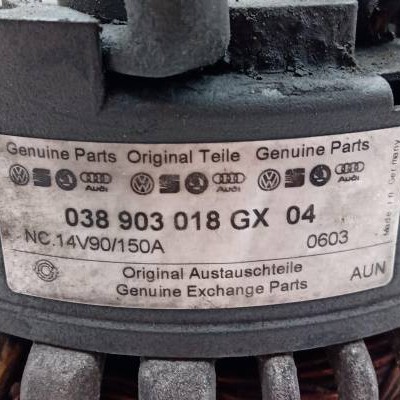 Genuine Parts Original Teile Genuine Parts
Audi Audi Audi
038 903 018 GX 04
NC.14V90/150A 0603
Original Austauschteile AUN
Genuine Exchange Parts
Made in Germany